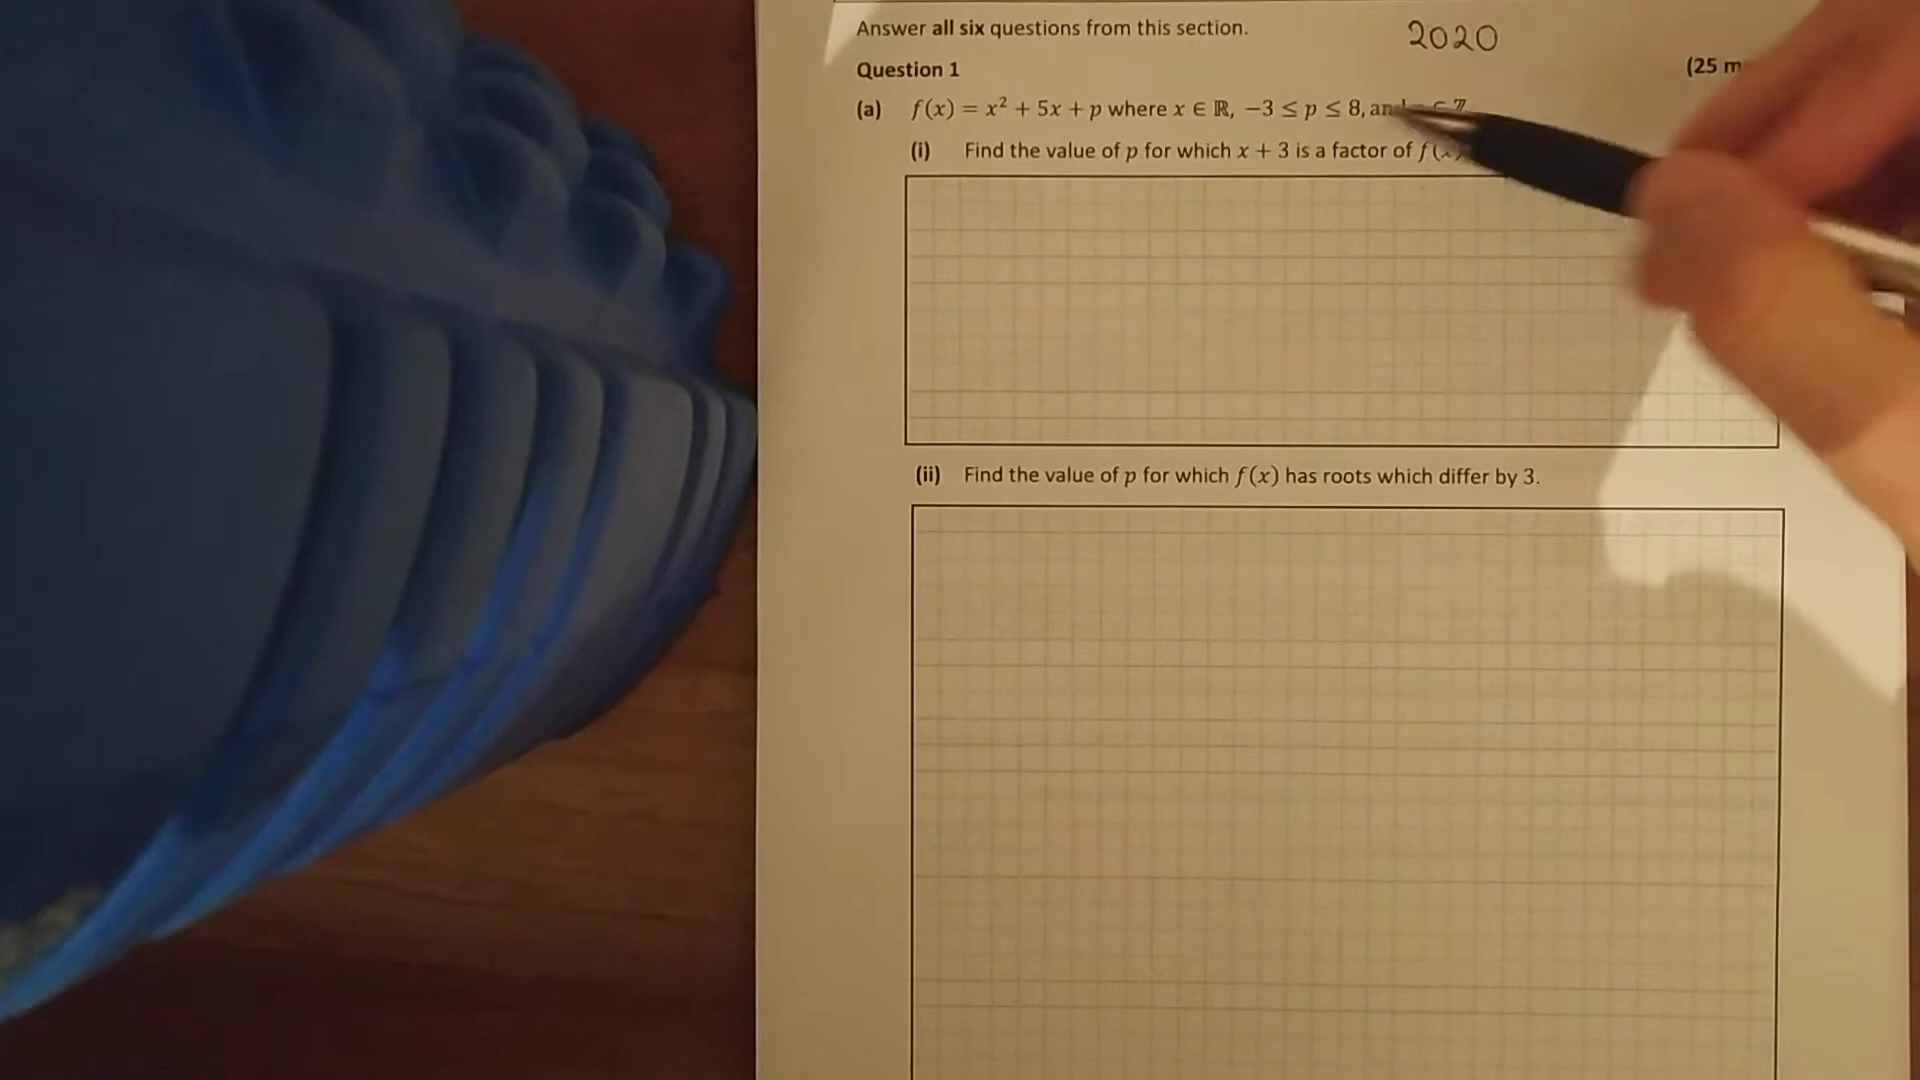 Answer all six questions from this section.
2020
Question 1
(25 m
(a) f(x) = x² + 5x + p where x ∈ ℝ, −3 ≤ p ≤ 8, and ∈ ℤ
(i) Find the value of p for which x + 3 is a factor of f(x)
(ii) Find the value of p for which f(x) has roots which differ by 3.